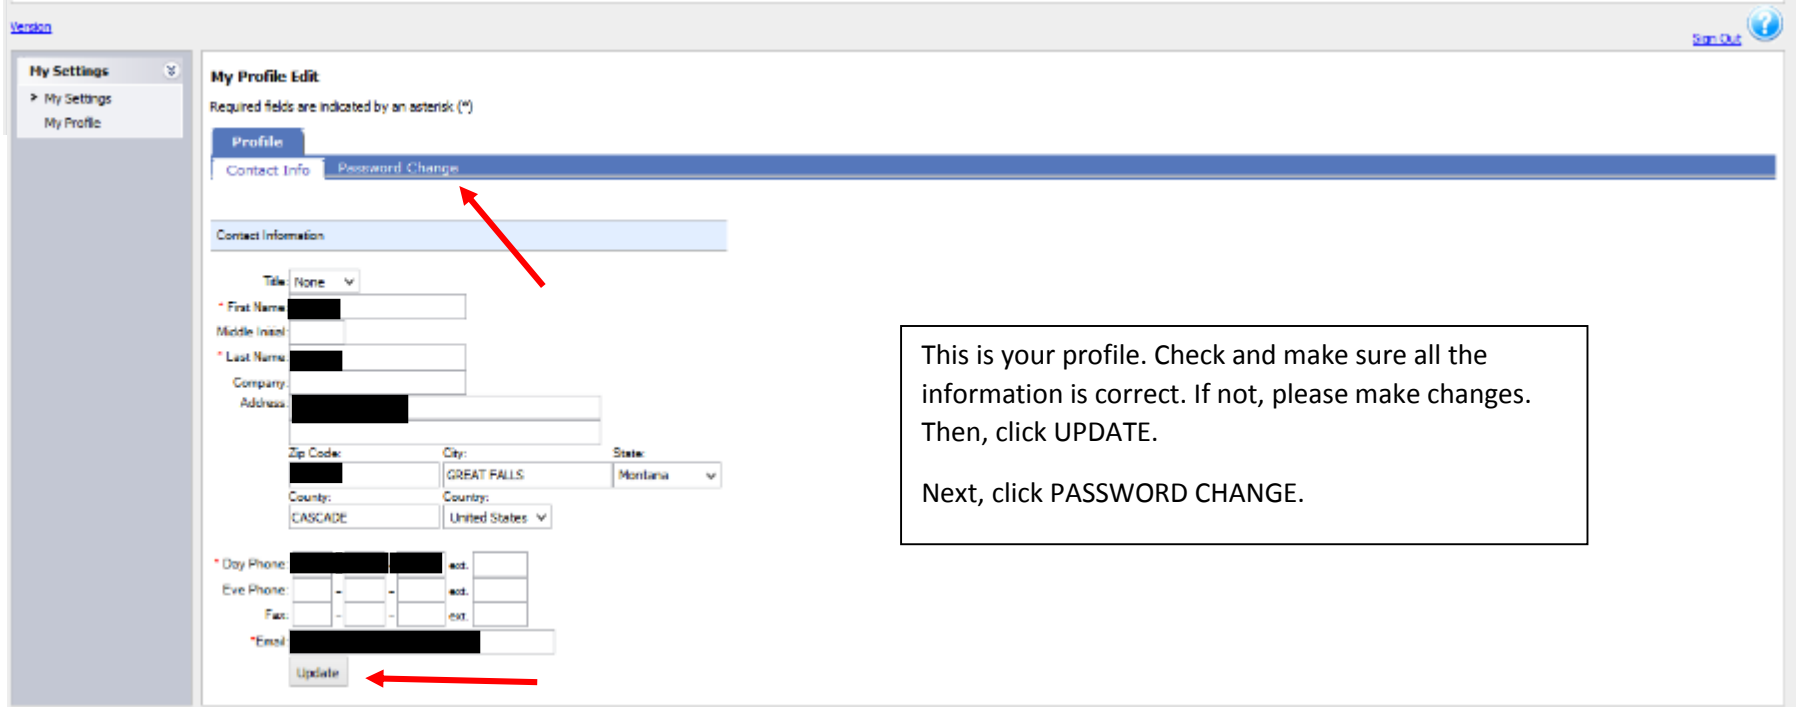 Version
Sign Out
?
My Settings
> My Settings
My Profile
My Profile Edit
Required fields are indicated by an asterisk (*)
Profile
Contact Info Password Change
Contact Information
Title: None
* First Name
Middle Initial:
* Last Name:
Company:
Address:
Zip Code: City: State:
GREAT FALLS Montana
County: Country:
CASCADE United States
* Day Phone: ext.
Eve Phone: - - ext.
Fax: - - ext.
*Email:
Update
This is your profile. Check and make sure all the
information is correct. If not, please make changes.
Then, click UPDATE.
Next, click PASSWORD CHANGE.